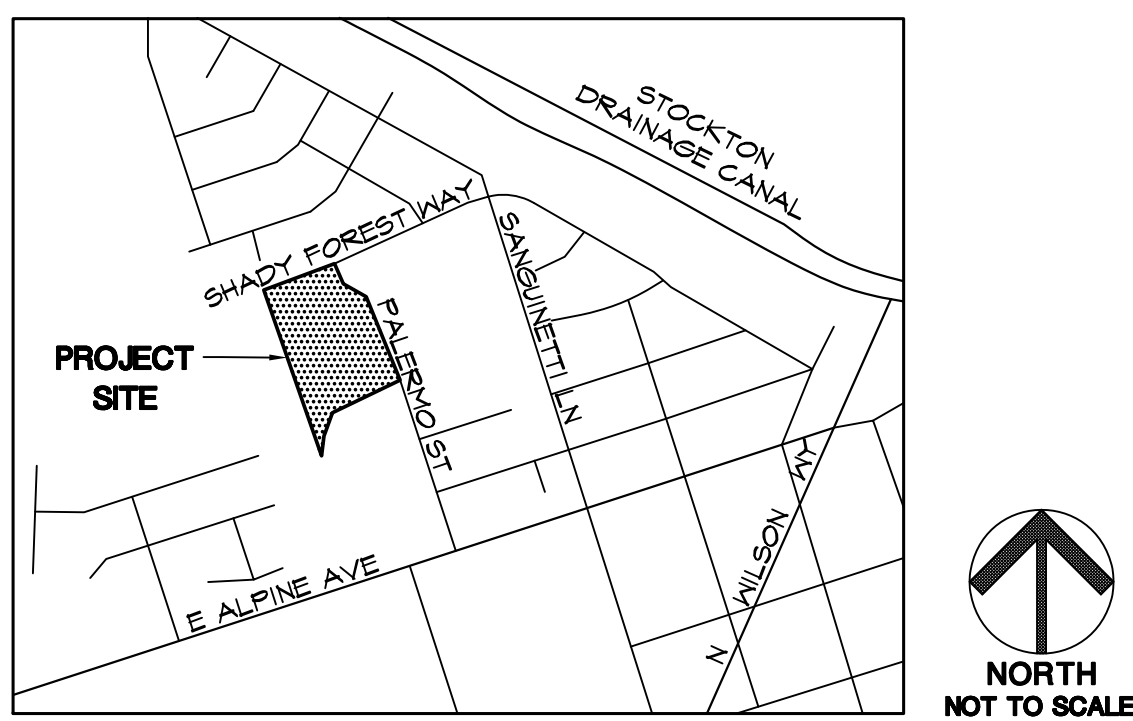 STOCKTON
DRAINAGE CANAL
SHADY FOREST WAY
SANGUINETTI LN
PALERMO ST
PROJECT
SITE
E ALPINE AVE
N WILSON WY
NORTH
NOT TO SCALE